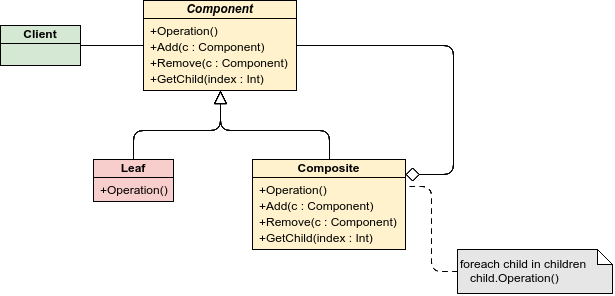 Component
Client
+Operation()
+Add(c : Component)
+Remove(c : Component)
+GetChild(index : Int)
Leaf
+Operation()
Composite
+Operation()
+Add(c : Component)
+Remove(c : Component)
+GetChild(index : Int)
foreach child in children
child.Operation()